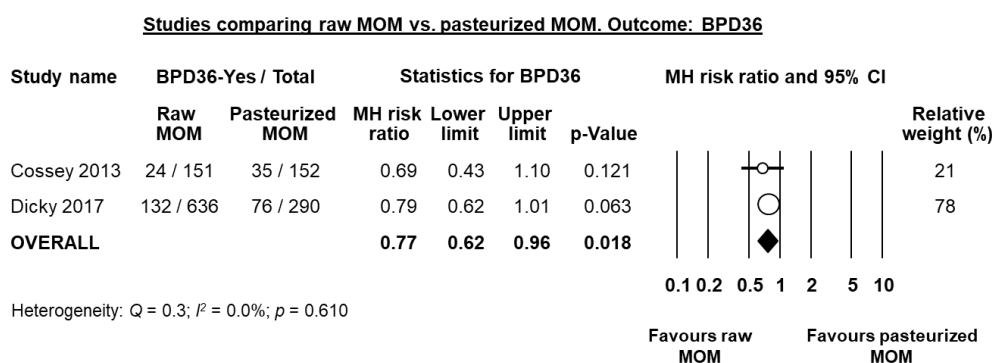 Studies comparing raw MOM vs. pasteurized MOM. Outcome: BPD36
Study name BPD36-Yes / Total Statistics for BPD36 MH risk ratio and 95% CI
Raw Pasteurized MH risk Lower Upper Relative
MOM MOM ratio limit limit p-Value weight (%)
Cossey 2013 24 / 151 35 / 152 0.69 0.43 1.10 0.121 21
Dicky 2017 132 / 636 76 / 290 0.79 0.62 1.01 0.063 78
OVERALL 0.77 0.62 0.96 0.018
0.1 0.2 0.5 1 2 5 10
Heterogeneity: Q = 0.3; I² = 0.0%; p = 0.610
Favours raw Favours pasteurized
MOM MOM